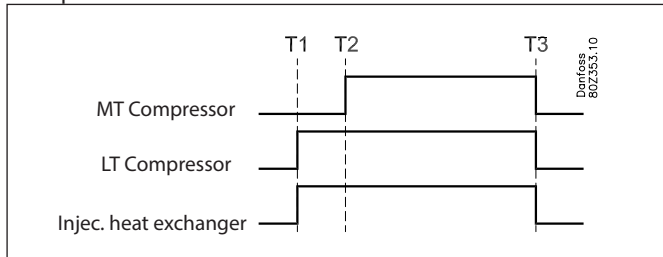 T1 T2 T3
Danfoss
80Z353.10
MT Compressor
LT Compressor
Injec. heat exchanger